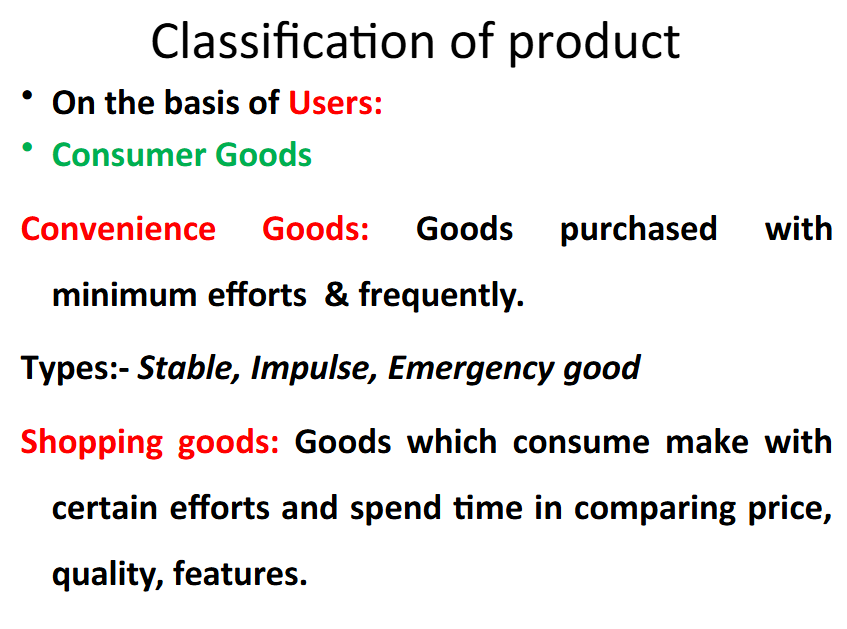 Classification of product
• On the basis of Users:
• Consumer Goods
Convenience Goods: Goods purchased with
minimum efforts & frequently.
Types:- Stable, Impulse, Emergency good
Shopping goods: Goods which consume make with
certain efforts and spend time in comparing price,
quality, features.